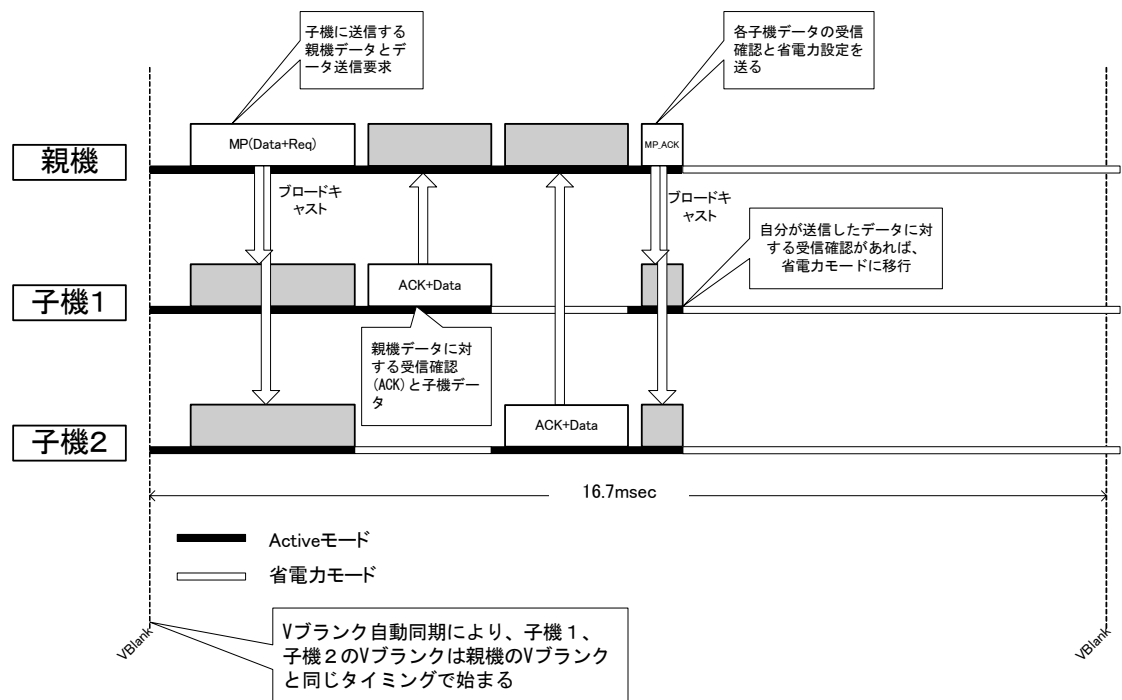 子機に送信する
親機データとデ
ータ送信要求
各子機データの受信
確認と省電力設定を
送る
親機
MP(Data+Req)
MP_ACK
ブロードキ
ャスト
ブロードキ
ャスト
自分が送信したデータに対
する受信確認があれば、
省電力モードに移行
子機1
ACK+Data
親機データに対
する受信確認
(ACK)と子機デー
タ
子機2
ACK+Data
16.7msec
Activeモード
省電力モード
VBlank
VBlank
Vブランク自動同期により、子機１、
子機２のVブランクは親機のVブランク
と同じタイミングで始まる